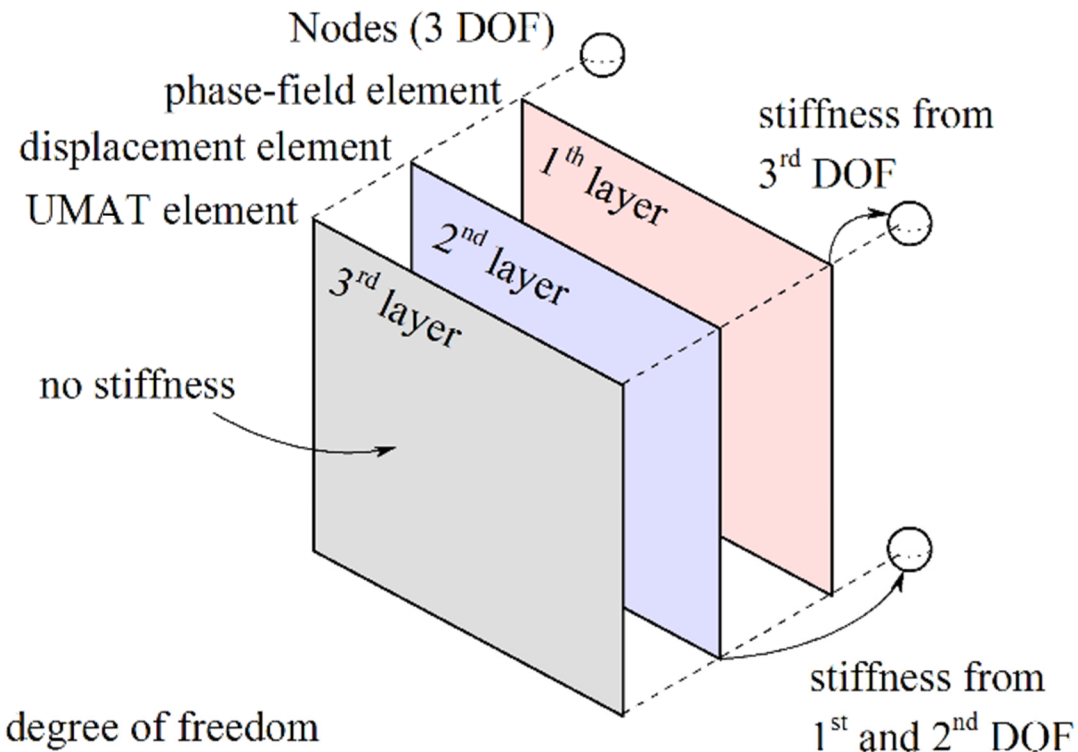 Nodes (3 DOF)
phase-field element
displacement element
UMAT element
stiffness from
3rd DOF
1th layer
2nd layer
3rd layer
no stiffness
stiffness from
1st and 2nd DOF
degree of freedom